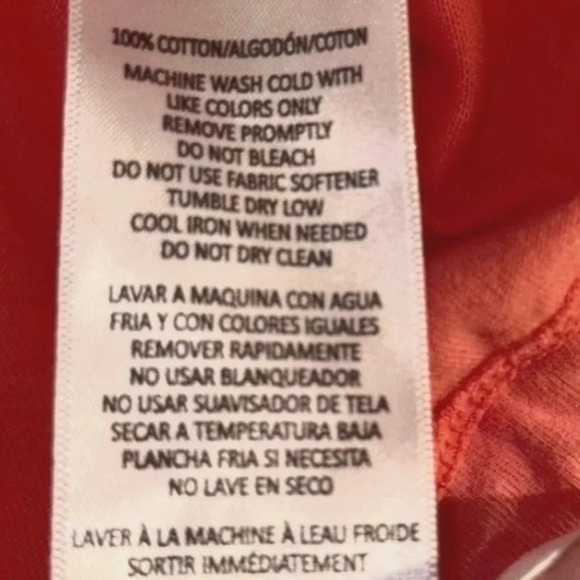 100% COTTON/ALGODÓN/COTON
MACHINE WASH COLD WITH
LIKE COLORS ONLY
REMOVE PROMPTLY
DO NOT BLEACH
DO NOT USE FABRIC SOFTENER
TUMBLE DRY LOW
COOL IRON WHEN NEEDED
DO NOT DRY CLEAN
LAVAR A MAQUINA CON AGUA
FRIA Y CON COLORES IGUALES
REMOVER RAPIDAMENTE
NO USAR BLANQUEADOR
NO USAR SUAVISADOR DE TELA
SECAR A TEMPERATURA BAJA
PLANCHA FRIA SI NECESITA
NO LAVE EN SECO
LAVER À LA MACHINE À LEAU FROIDE
SORTIR IMMÉDIATEMENT